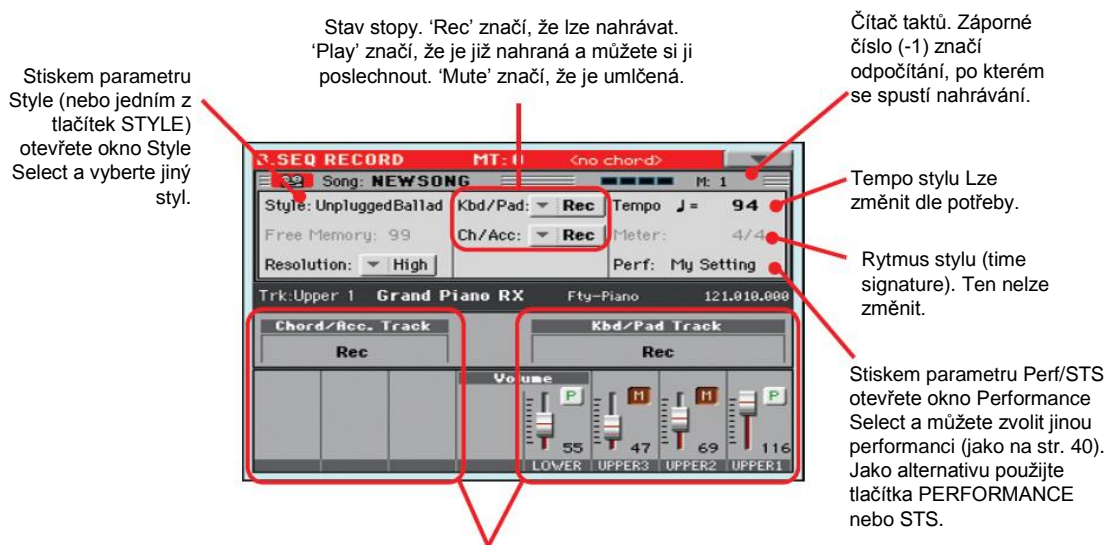 Stav stopy. ‘Rec’ značí, že lze nahrávat.
‘Play’ značí, že je již nahraná a můžete si ji
poslechnout. ‘Mute’ značí, že je umlčená.
Čítač taktů. Záporné
číslo (-1) značí
odpočítání, po kterém
se spustí nahrávání.
Stiskem parametru
Style (nebo jedním z
tlačítek STYLE)
otevřete okno Style
Select a vyberte jiný
styl.
B.SEQ RECORD MT: 0 <no chord>
Song: NEWSONG M: 1
Style: UnpluggedBallad Kbd/Pad: Rec Tempo ♩ = 94
Free Memory: 99 Ch/Acc: Rec Meter: 4/4
Resolution: High Perf: My Setting
Trk:Upper 1 Grand Piano RX Fty-Piano 121.010.000
Chord/Acc. Track Kbd/Pad Track
Rec Rec
Volume
P M M P
55 47 69 116
LOWER UPPER3 UPPER2 UPPER1
Tempo stylu Lze
změnit dle potřeby.
Rytmus stylu (time
signature). Ten nelze
změnit.
Stiskem parametru Perf/STS
otevřete okno Performance
Select a můžete zvolit jinou
performanci (jako na str. 40).
Jako alternativu použijte
tlačítka PERFORMANCE
nebo STS.